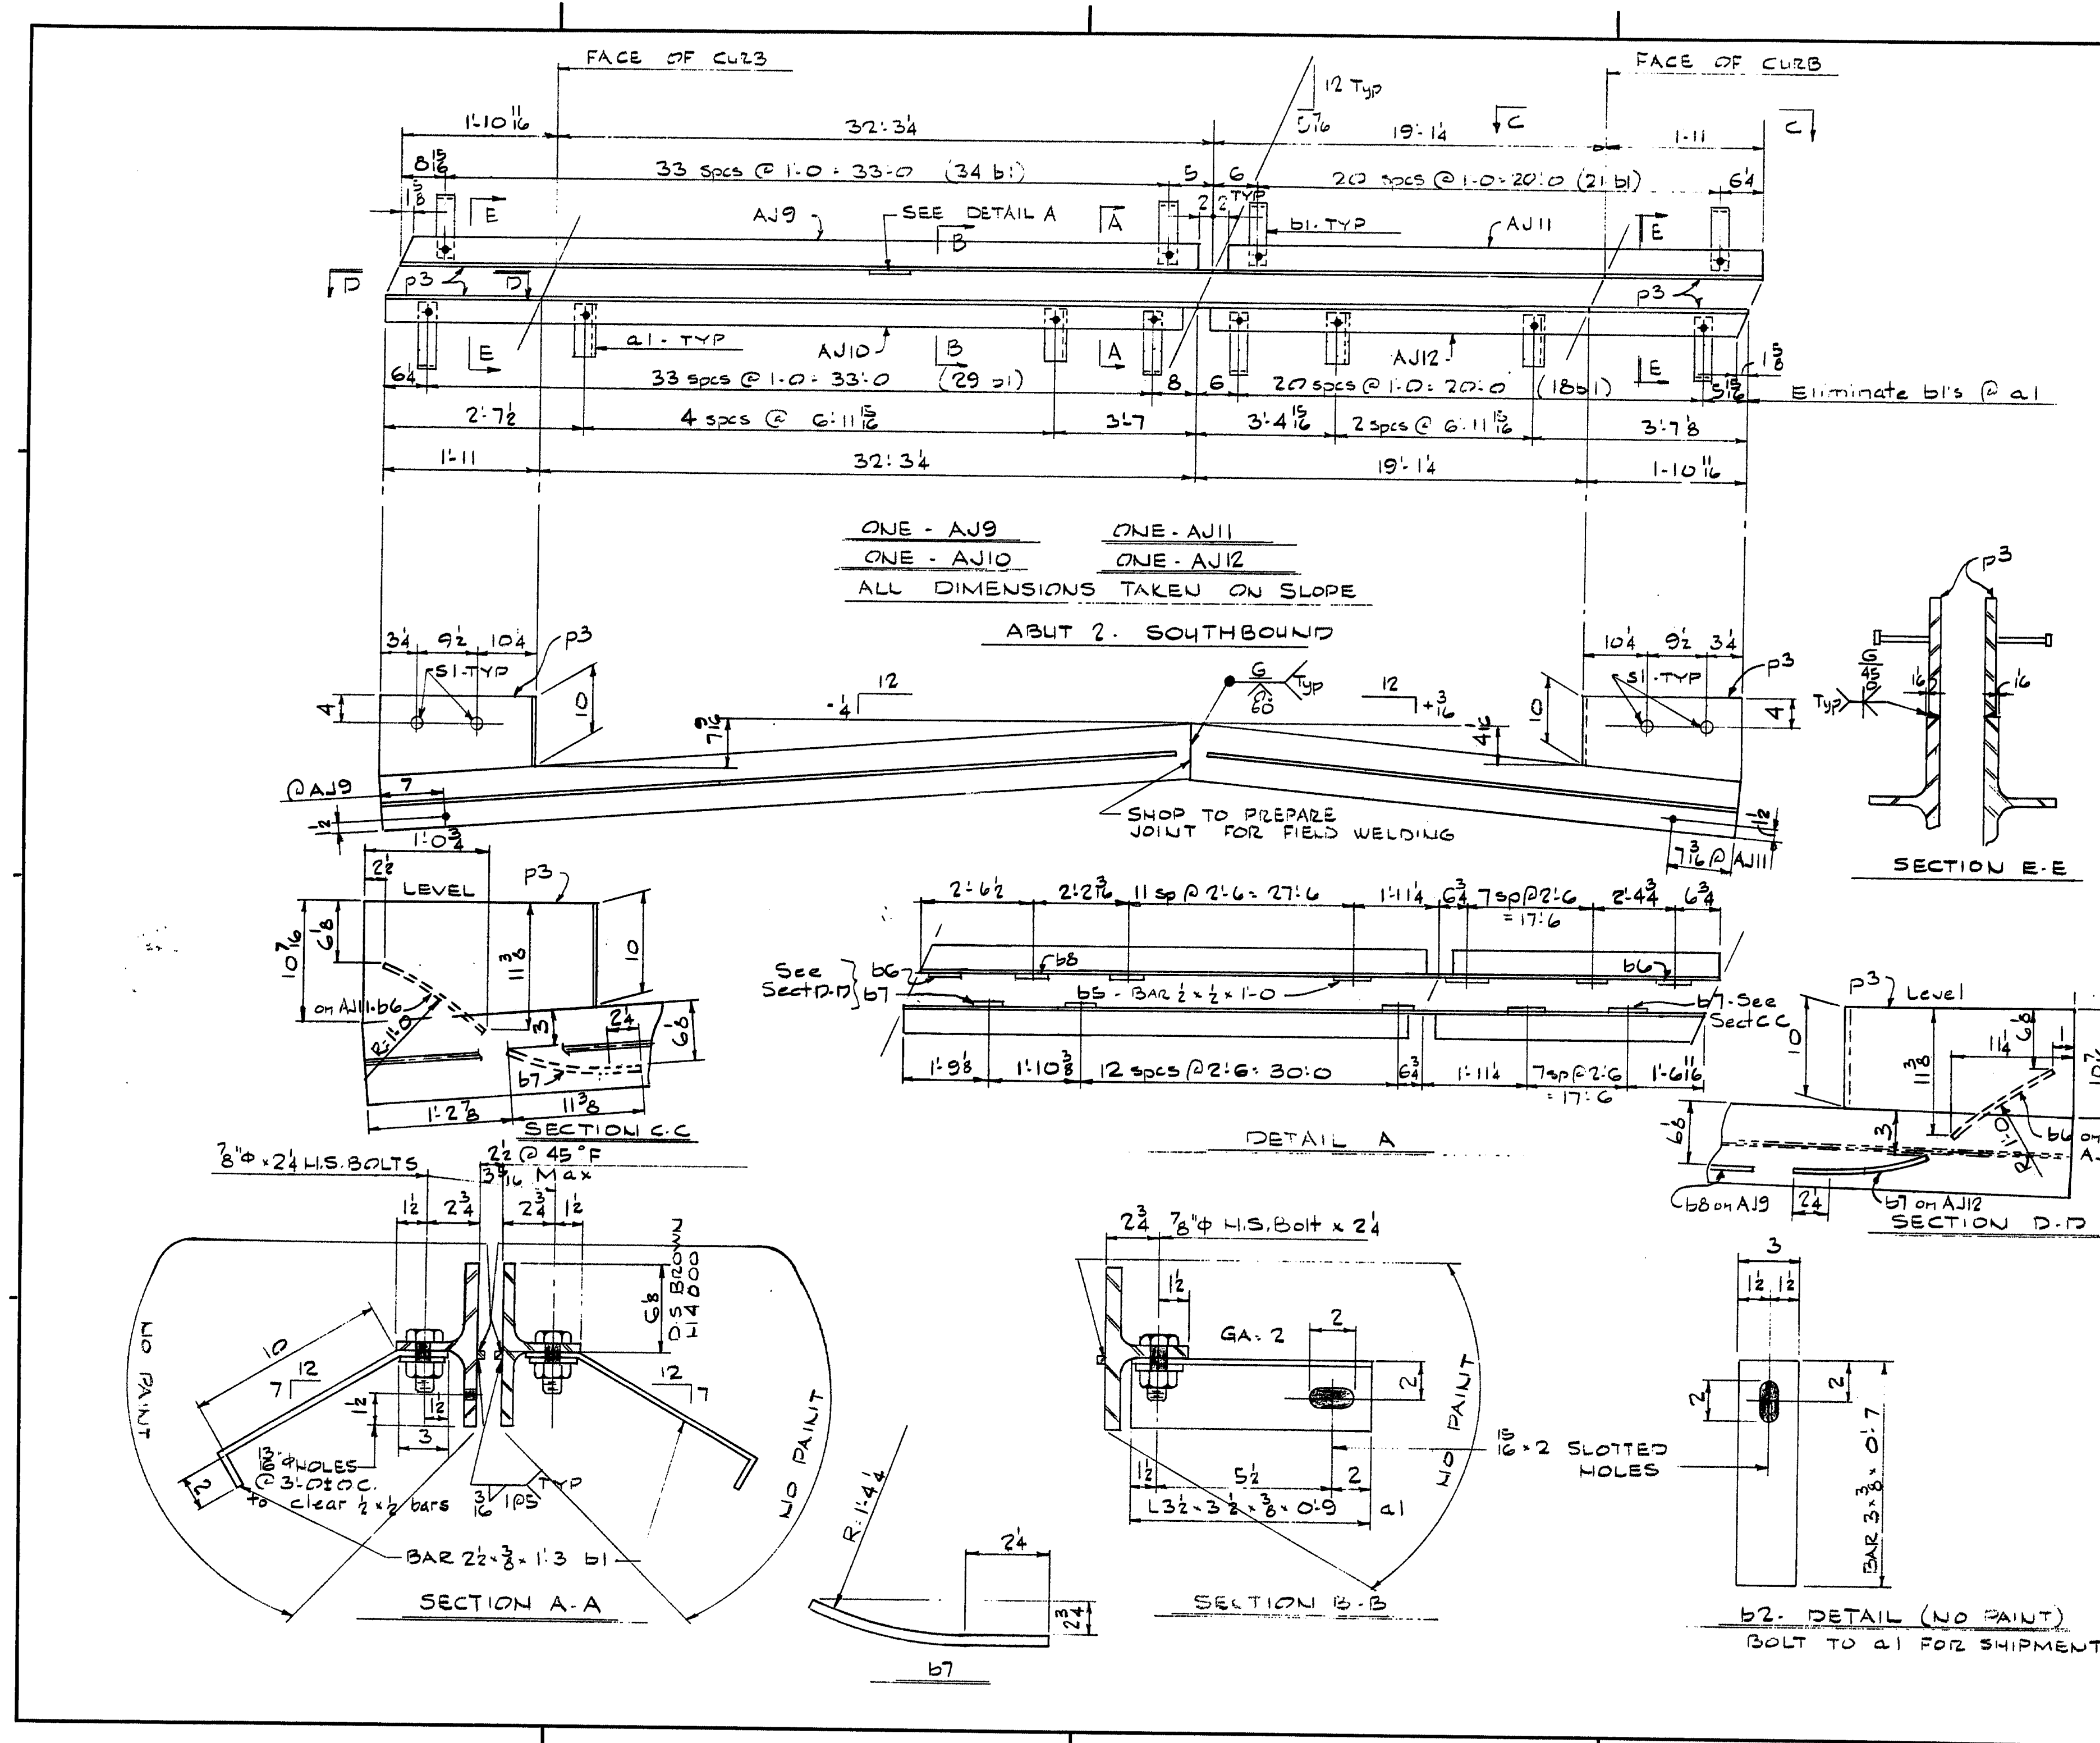 FACE OF CURB
FACE OF CURB
12 Typ
5 7/16
1'-10 11/16
32'-3 1/4
19'-1 1/4
C
1-11
C
8 15/16
33 spcs @ 1'-0 = 33'-0 (34 b1)
5
6
20 spcs @ 1'-0 = 20'-0 (21 b1)
6 1/4
1 5/8
E
AJ9
SEE DETAIL A
B
A
2
2
TYP
b1 - TYP
AJ11
E
D
p3
D
p3
a1 - TYP
E
AJ10
B
A
AJ12
E
1 5/8
6 1/4
33 spcs @ 1'-0 = 33'-0 (29 b1)
8
6
20 spcs @ 1'-0 = 20'-0 (18 b1)
5 15/16
Eliminate b1's @ a1
2'-7 1/2
4 spcs @ 6'-11 15/16
3'-7
3'-4 15/16
2 spcs @ 6'-11 15/16
3'-7 1/8
1'-11
32'-3 1/4
19'-1 1/4
1-10 11/16
ONE - AJ9
ONE - AJ11
ONE - AJ10
ONE - AJ12
ALL DIMENSIONS TAKEN ON SLOPE
ABUT 2. SOUTHBOUND
p3
3 1/4
9 1/2
10 1/4
p3
S1-TYP
4
10
12
-1/4
7 9/16
G
60
Typ
12
+3/16
4 1/16
10 1/4
9 1/2
3 1/4
p3
S1-TYP
10
4
G
45
Typ
1/16
1/16
SECTION E-E
@ AJ9
7
1/2
SHOP TO PREPARE
JOINT FOR FIELD WELDING
1/2
7 3/16 @ AJ11
1'-0 3/4
2 1/2
LEVEL
p3
10 7/16
6 1/8
11 3/8
10
on AJ11-b6
R=1'-0
3
2 1/4
6 1/8
b7
1'-2 7/8
11 3/8
SECTION C-C
2'-6 1/2
2'-2 3/16
11 sp @ 2'-6 = 27'-6
1'-11 1/4
6 3/4
7 sp @ 2'-6
= 17'-6
2'-4 3/4
6 3/4
See
Sect D-D
b6
b7
b8
b5 - BAR 1/2 x 1/2 x 1'-0
b6
b7 - See
Sect C C
1'-9 1/8
1'-10 3/8
12 spcs @ 2'-6 = 30'-0
6 3/4
1'-11 1/4
7 sp @ 2'-6
= 17'-6
1'-6 11/16
DETAIL A
p3
Level
10
11 3/8
11 1/4
6 1/8
1
6 1/8
3
R=1'-0
b8 on AJ9
2 1/4
b7 on AJ12
SECTION D-D
7/8"Φ x 2 1/4 H.S. BOLTS
2 1/2 @ 45°F
3 5/16 Max
1 1/2
2 3/4
2 3/4
1 1/2
6 1/8
D.S BROWN
H14000
NO PAINT
10
12
7
1 1/2
1 1/2
3
12
7
NO PAINT
2
13/16"Φ HOLES
@ 3'-0± O.C.
to clear 1/2 x 1/2 bars
3/16
1 P5
TYP
BAR 2 1/2 x 3/8 x 1'-3 b1
SECTION A-A
R=1'-4 1/4
2 1/4
2 3/4
b7
2 3/4
7/8"Φ H.S. Bolt x 2 1/4
1 1/2
GA = 2
2
2
NO PAINT
1 1/2
5 1/2
2
L3 1/2 x 3 1/2 x 3/8 x 0'-9 a1
SECTION B-B
15/16 x 2 SLOTTED
HOLES
3
1 1/2
1 1/2
2
2
BAR 3 x 3/8 x 0'-7
b2 - DETAIL (NO PAINT)
BOLT TO a1 FOR SHIPMENT